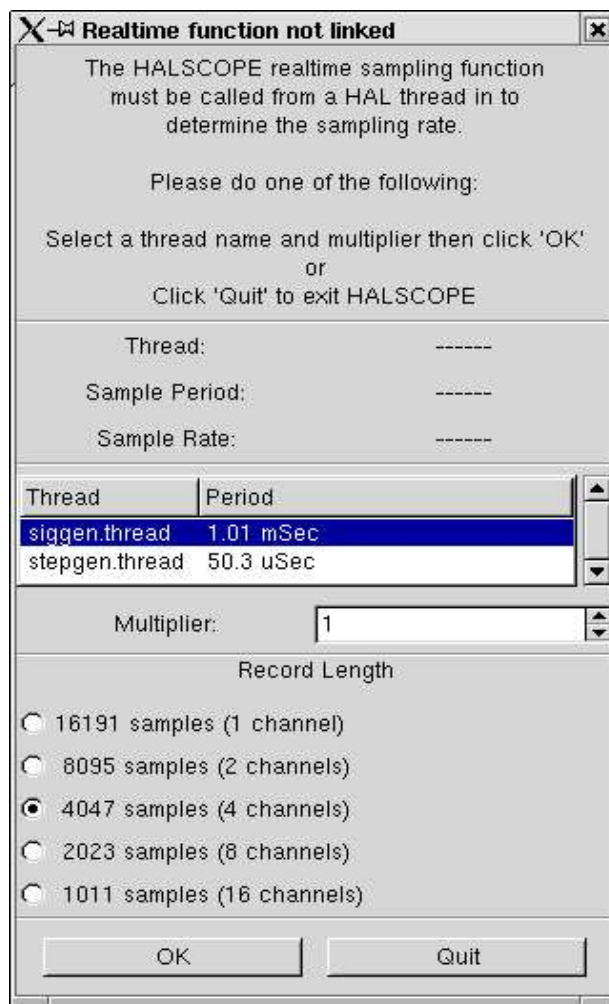 Realtime function not linked
The HALSCOPE realtime sampling function
must be called from a HAL thread in to
determine the sampling rate.
Please do one of the following:
Select a thread name and multiplier then click 'OK'
or
Click 'Quit' to exit HALSCOPE
Thread: ------
Sample Period: ------
Sample Rate: ------
Thread Period
siggen.thread 1.01 mSec
stepgen.thread 50.3 uSec
Multiplier: 1
Record Length
16191 samples (1 channel)
8095 samples (2 channels)
4047 samples (4 channels)
2023 samples (8 channels)
1011 samples (16 channels)
OK Quit